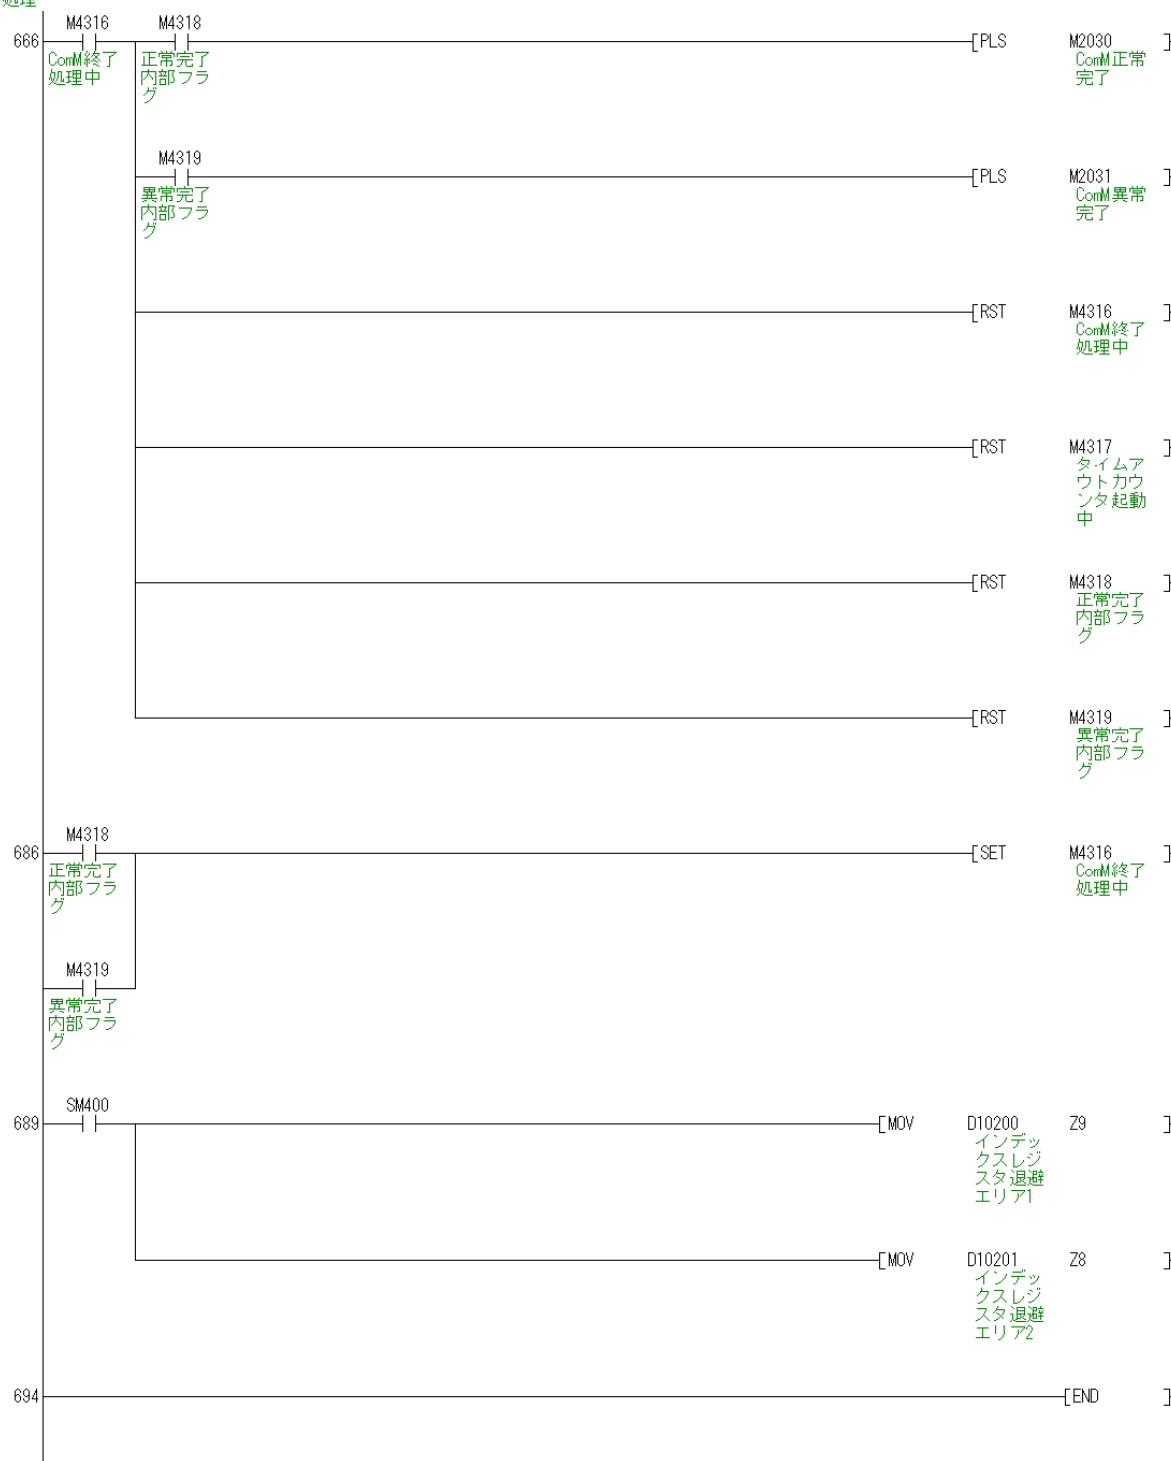 処理
M4316 M4318
666 [PLS M2030 ]
ComM終了 正常完了 ComM正常
処理中 内部フラ 完了
グ
M4319
[PLS M2031 ]
異常完了 ComM異常
内部フラ 完了
グ
[RST M4316 ]
ComM終了
処理中
[RST M4317 ]
タイムア
ウトカウ
ンタ起動
中
[RST M4318 ]
正常完了
内部フラ
グ
[RST M4319 ]
異常完了
内部フラ
グ
M4318
686 [SET M4316 ]
正常完了 ComM終了
内部フラ 処理中
グ
M4319
異常完了
内部フラ
グ
SM400
689 [MOV D10200 Z9 ]
インデッ
クスレジ
スタ退避
エリア1
[MOV D10201 Z8 ]
インデッ
クスレジ
スタ退避
エリア2
694 [END ]